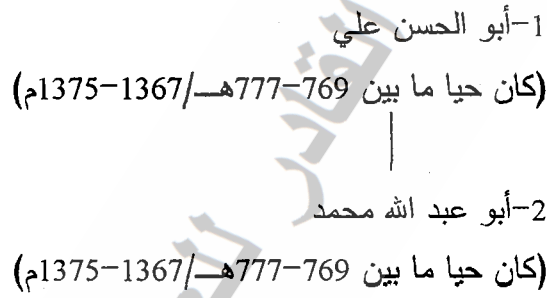 1-أبو الحسن علي
(كان حيا ما بين 769-777هـ/1367-1375م)
2-أبو عبد الله محمد
(كان حيا ما بين 769-777هـ/1367-1375م)